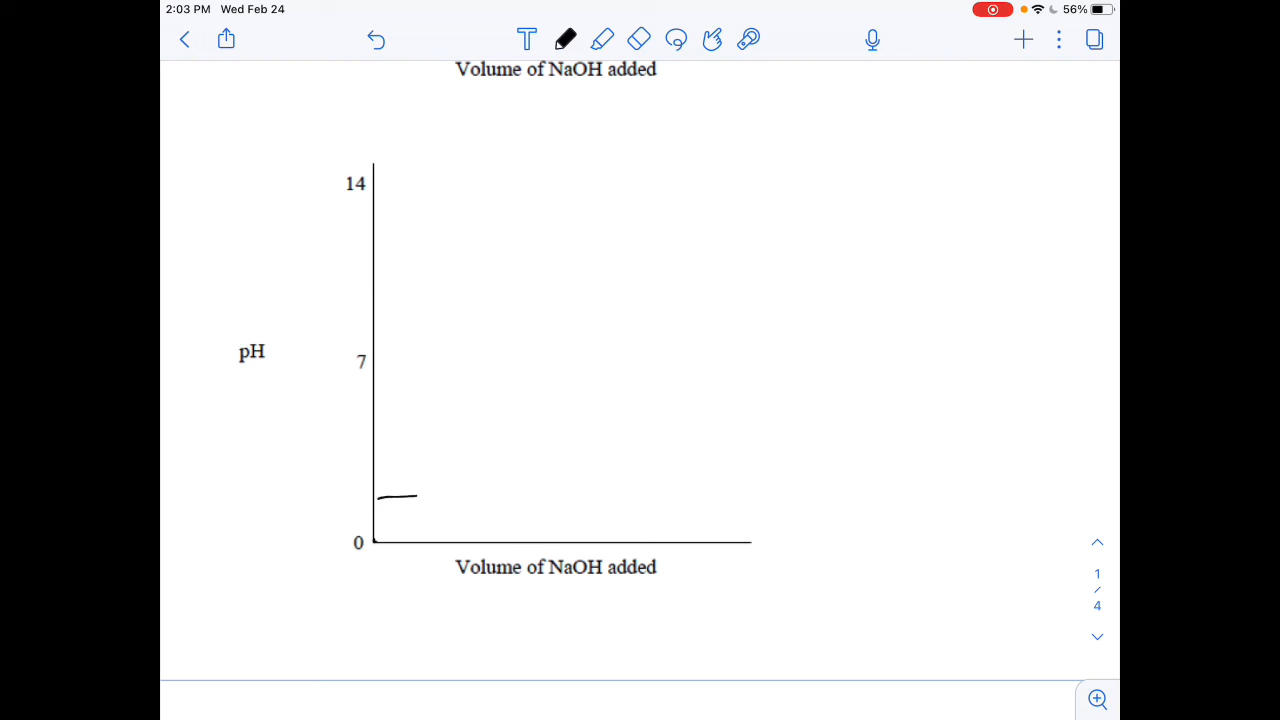 2:03 PM Wed Feb 24
56%
Volume of NaOH added
14
pH
7
0
Volume of NaOH added
1
/
4